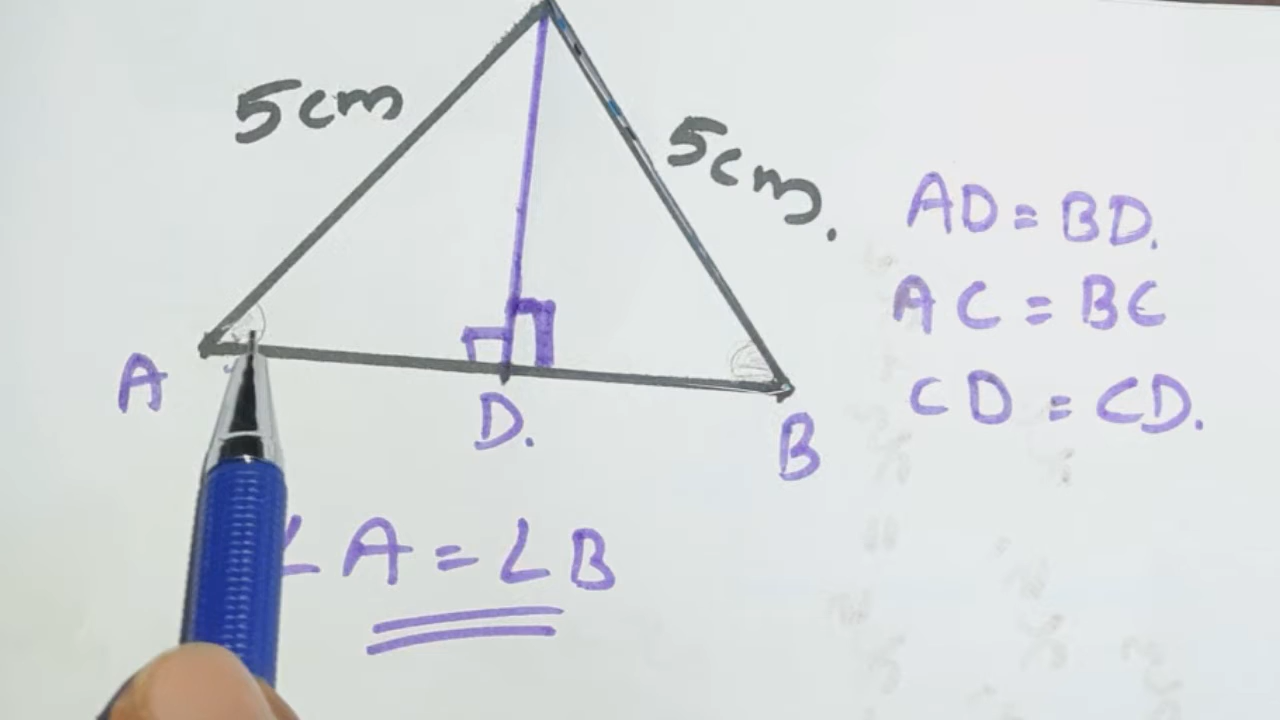 5cm
5cm.
A
D.
B
AD = BD.
AC = BC
CD = CD.
∠A = ∠B